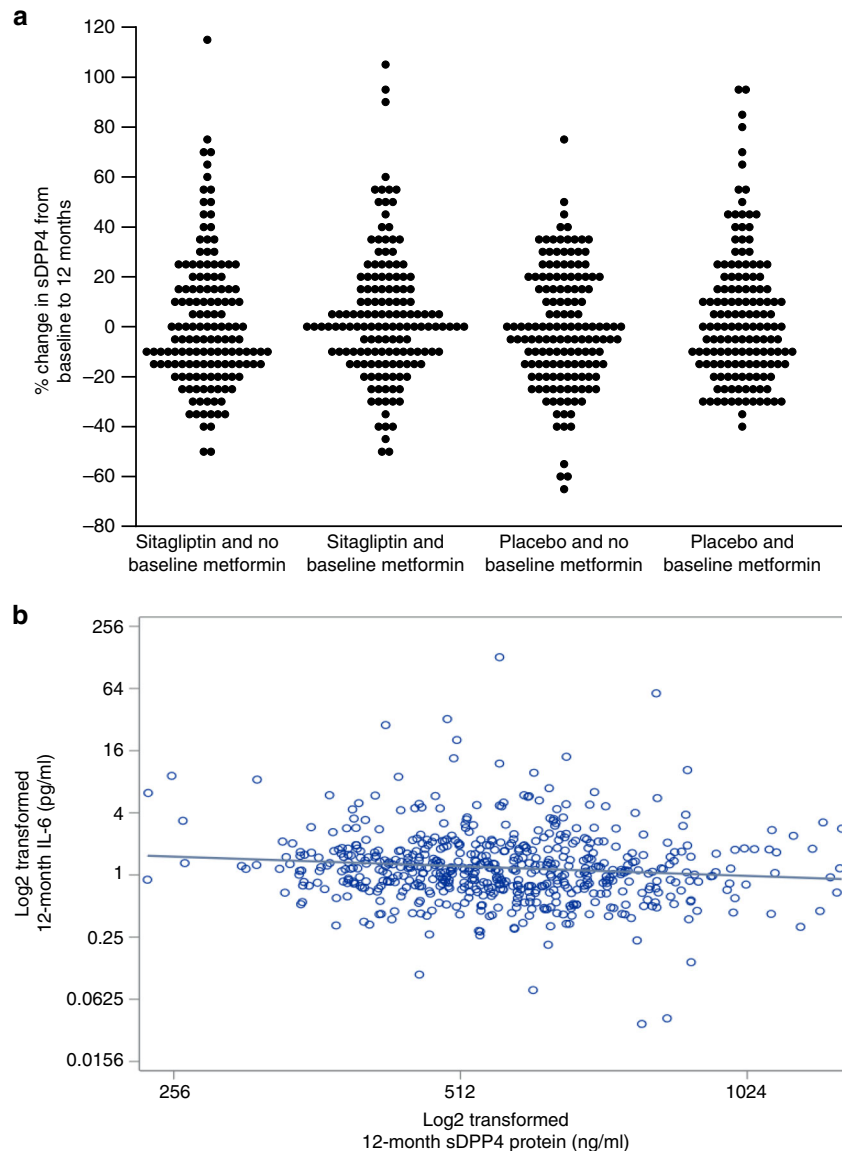 a
% change in sDPP4 from
baseline to 12 months
120
100
80
60
40
20
0
–20
–40
–60
–80
Sitagliptin and no
baseline metformin
Sitagliptin and
baseline metformin
Placebo and no
baseline metformin
Placebo and
baseline metformin
b
Log2 transformed
12-month IL-6 (pg/ml)
256
64
16
4
1
0.25
0.0625
0.0156
256
512
1024
Log2 transformed
12-month sDPP4 protein (ng/ml)